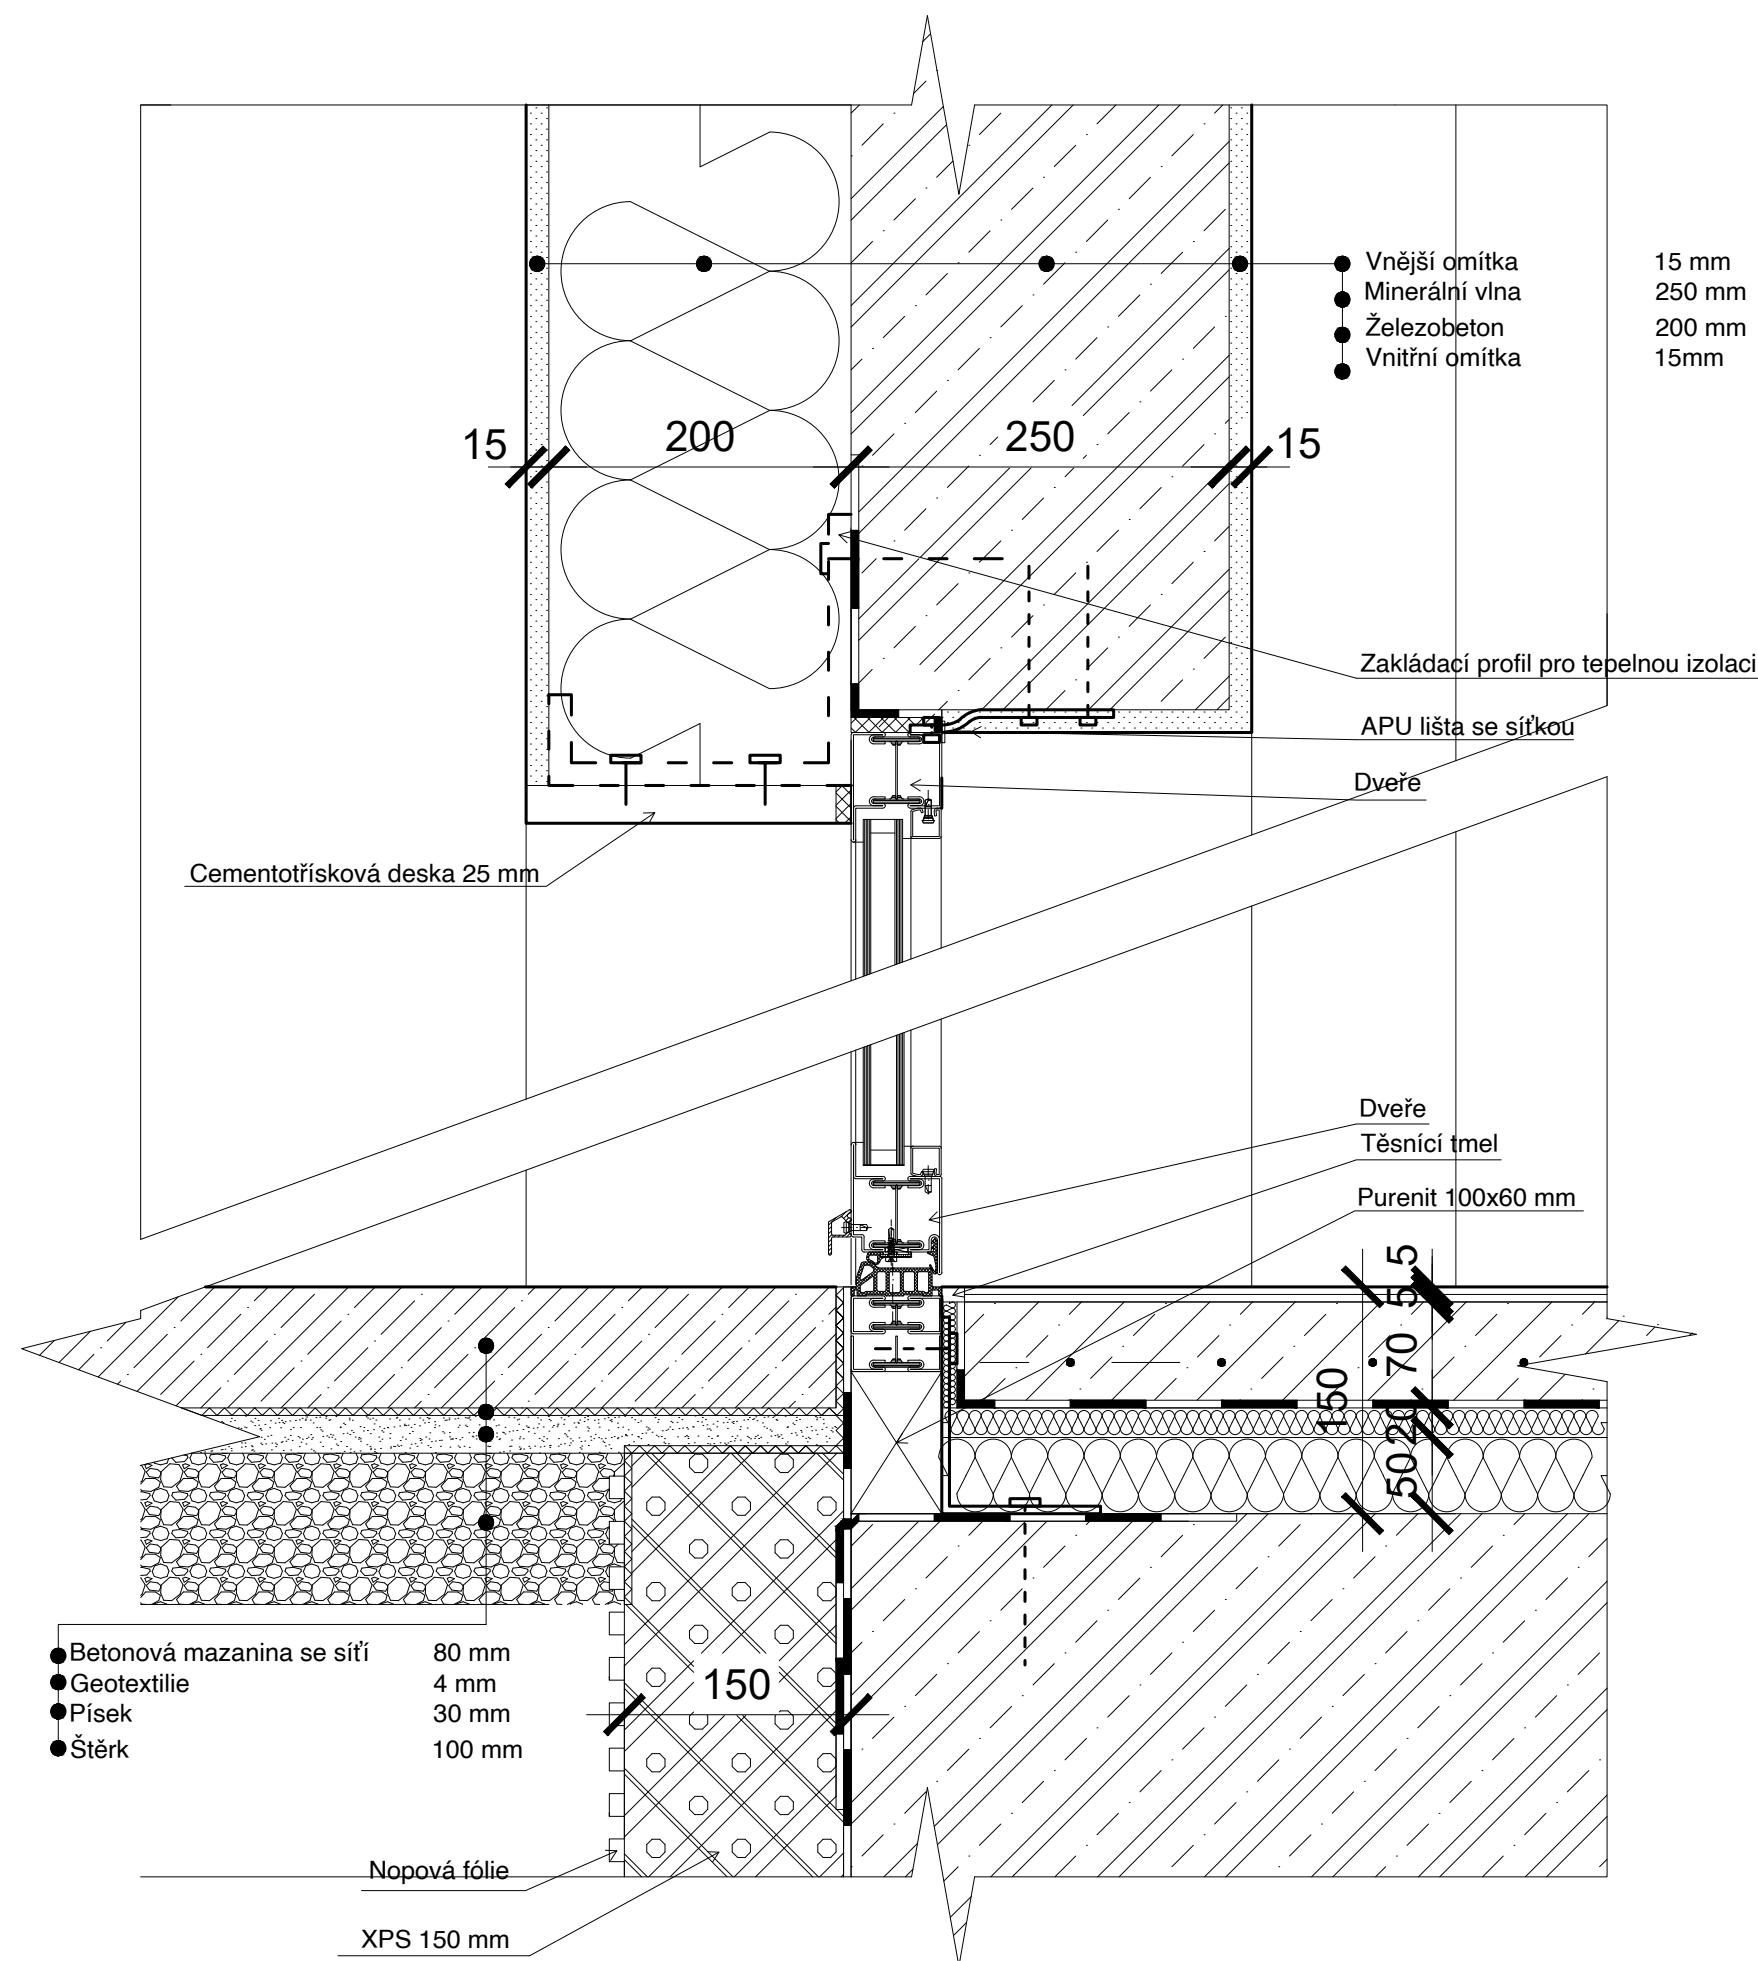 Vnější omítka 15 mm
Minerální vlna 250 mm
Železobeton 200 mm
Vnitřní omítka 15mm
15 200 250 15
Zakládací profil pro tepelnou izolaci
APU lišta se síťkou
Dveře
Cementotřísková deska 25 mm
Dveře
Těsnící tmel
Purenit 100x60 mm
5
5
70
150
20
50
Betonová mazanina se sítí 80 mm
Geotextilie 4 mm
Písek 30 mm
Štěrk 100 mm
150
Nopová fólie
XPS 150 mm